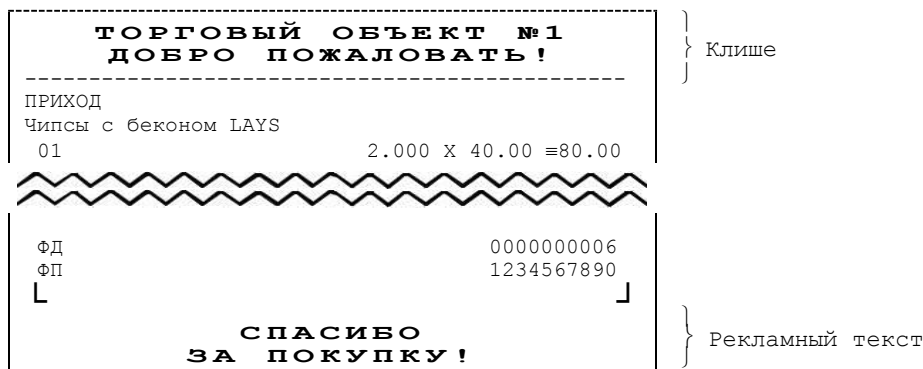 ТОРГОВЫЙ ОБЪЕКТ №1
ДОБРО ПОЖАЛОВАТЬ!
Клише
ПРИХОД
Чипсы с беконом LAYS
01 2.000 X 40.00 ≡80.00
ФД 0000000006
ФП 1234567890
СПАСИБО
ЗА ПОКУПКУ!
Рекламный текст